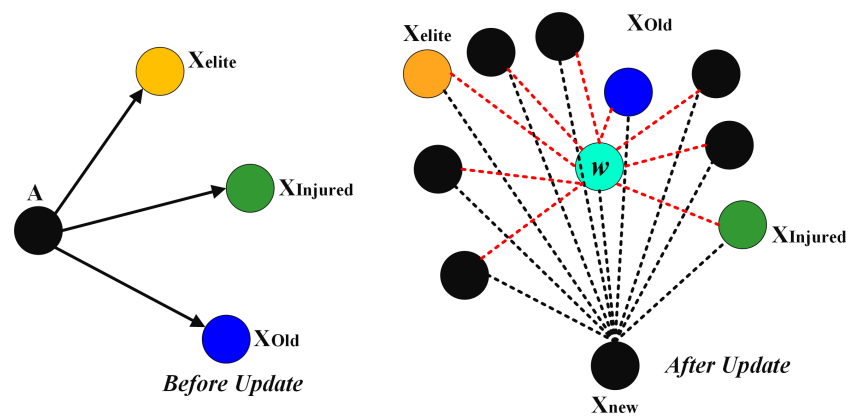 Xelite
A
XInjured
XOld
Before Update
XOld
Xelite
w
XInjured
After Update
Xnew